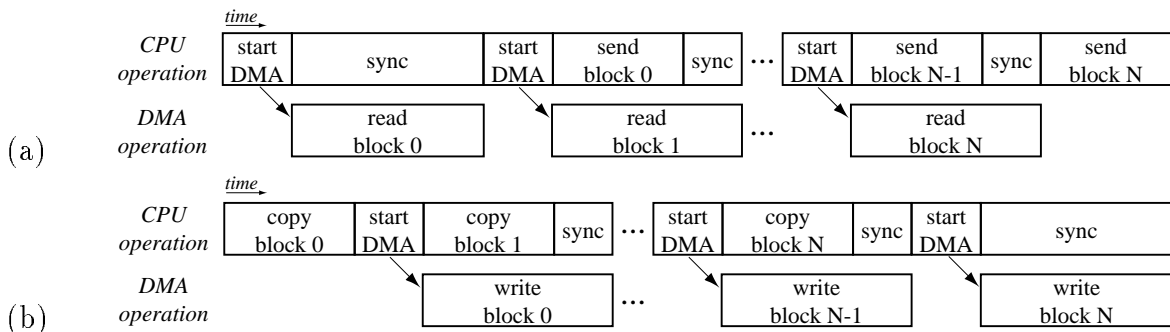 time
CPU operation
start DMA
sync
start DMA
send block 0
sync
...
start DMA
send block N-1
sync
send block N
(a)
DMA operation
read block 0
read block 1
...
read block N
time
CPU operation
copy block 0
start DMA
copy block 1
sync
...
start DMA
copy block N
sync
start DMA
sync
(b)
DMA operation
write block 0
...
write block N-1
write block N